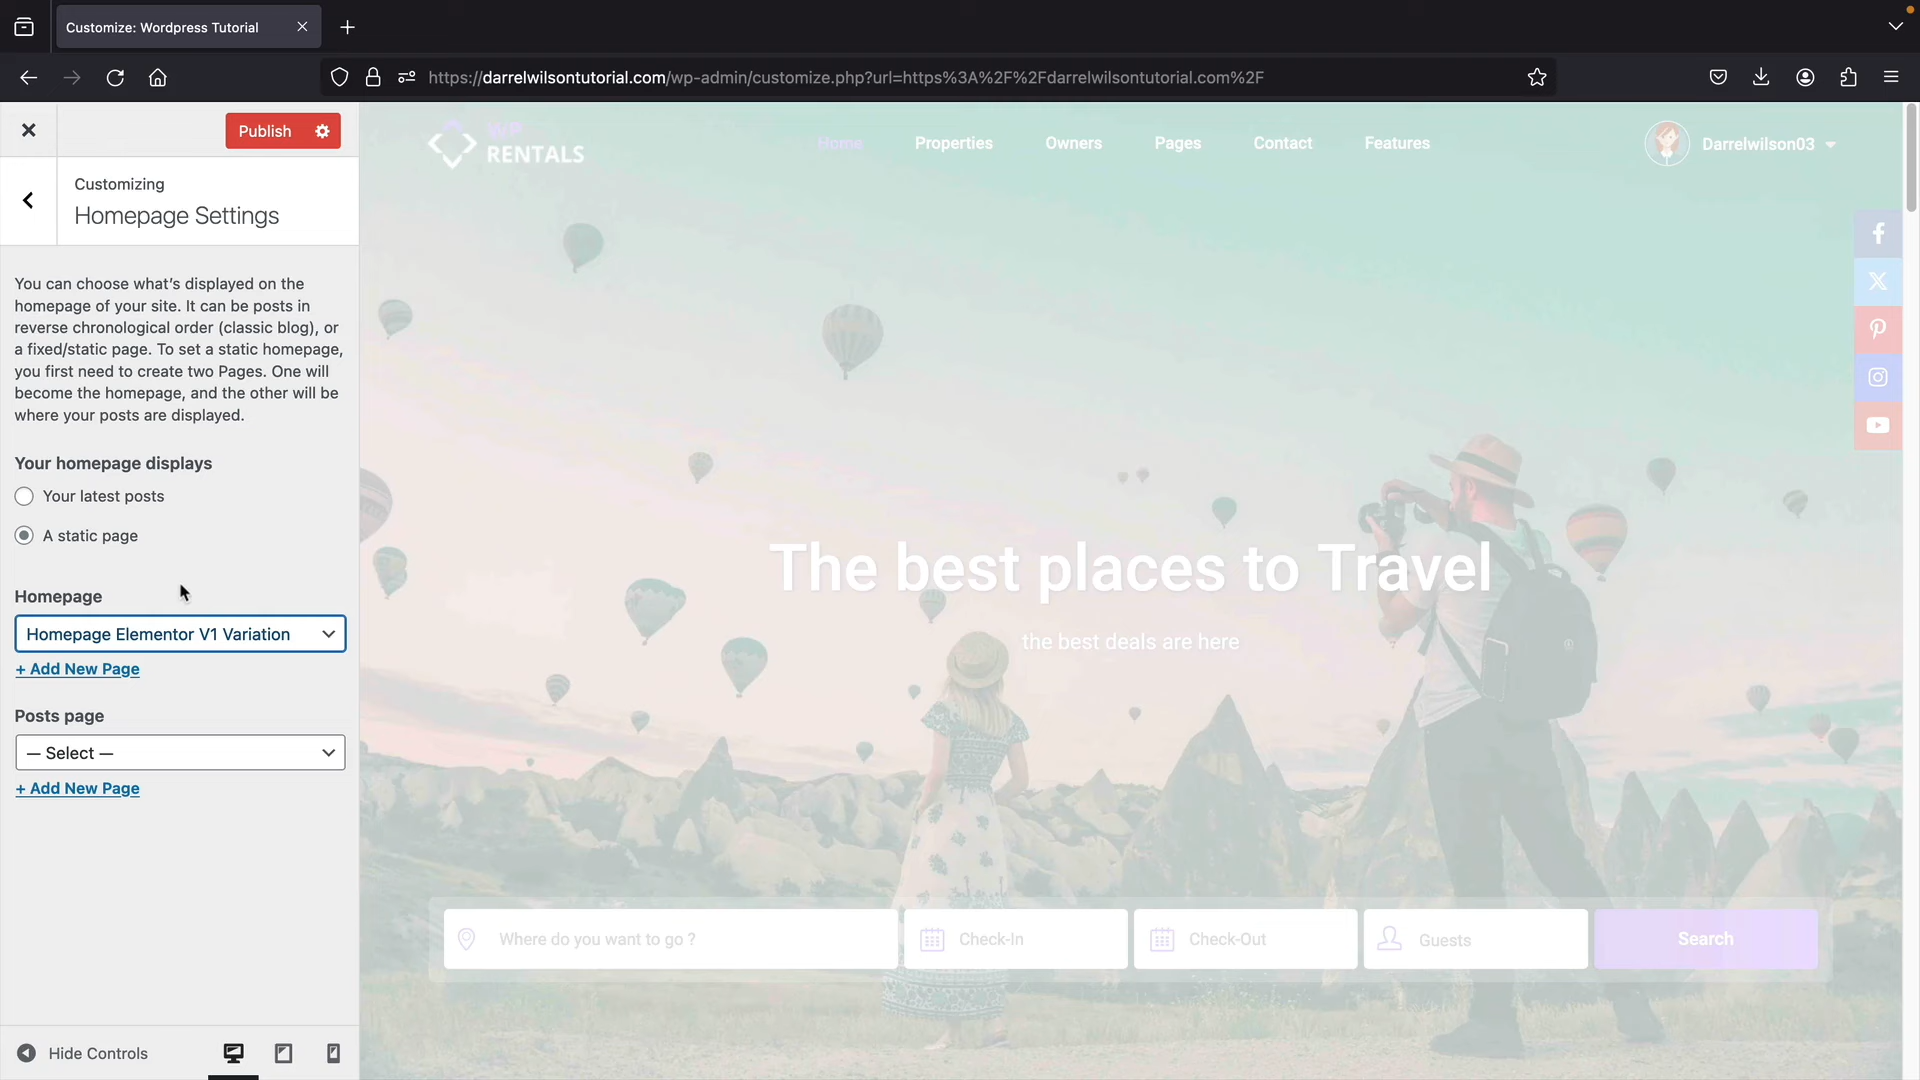 Customize: Wordpress Tutorial
https://darrelwilsontutorial.com/wp-admin/customize.php?url=https%3A%2F%2Fdarrelwilsontutorial.com%2F
Publish
Customizing
Homepage Settings
You can choose what's displayed on the
homepage of your site. It can be posts in
reverse chronological order (classic blog), or
a fixed/static page. To set a static homepage,
you first need to create two Pages. One will
become the homepage, and the other will be
where your posts are displayed.
Your homepage displays
Your latest posts
A static page
Homepage
Homepage Elementor V1 Variation
+ Add New Page
Posts page
— Select —
+ Add New Page
Hide Controls
WP
RENTALS
Home
Properties
Owners
Pages
Contact
Features
Darrelwilson03
The best places to Travel
the best deals are here
Where do you want to go ?
Check-In
Check-Out
Guests
Search